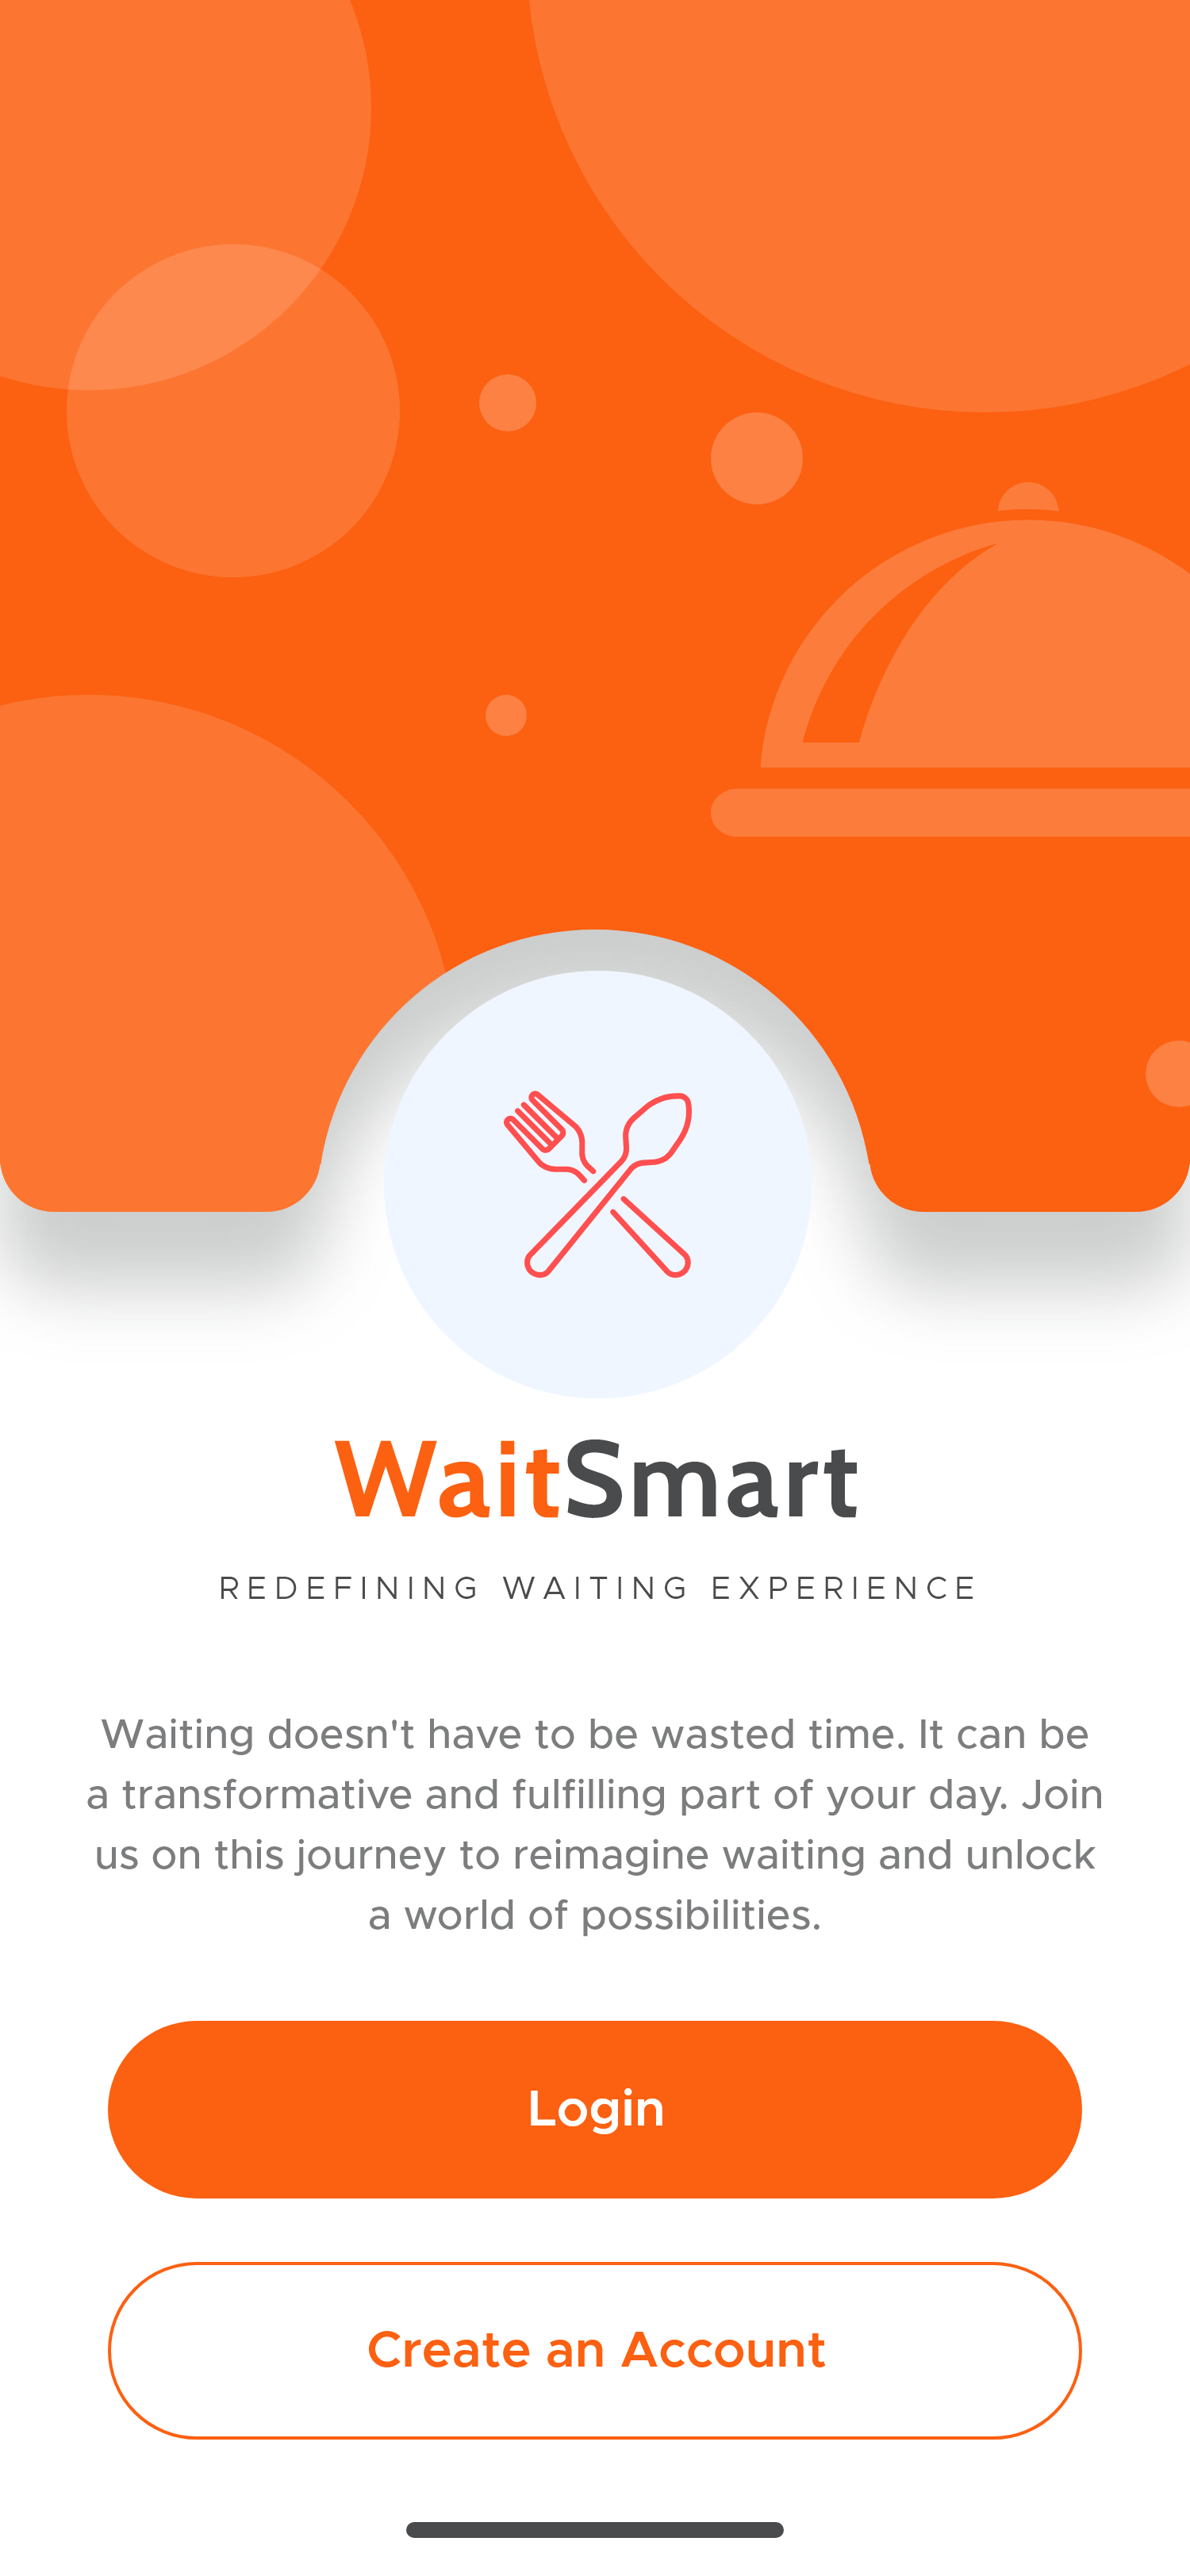 WaitSmart
REDEFINING WAITING EXPERIENCE
Waiting doesn't have to be wasted time. It can be
a transformative and fulfilling part of your day. Join
us on this journey to reimagine waiting and unlock
a world of possibilities.
Login
Create an Account